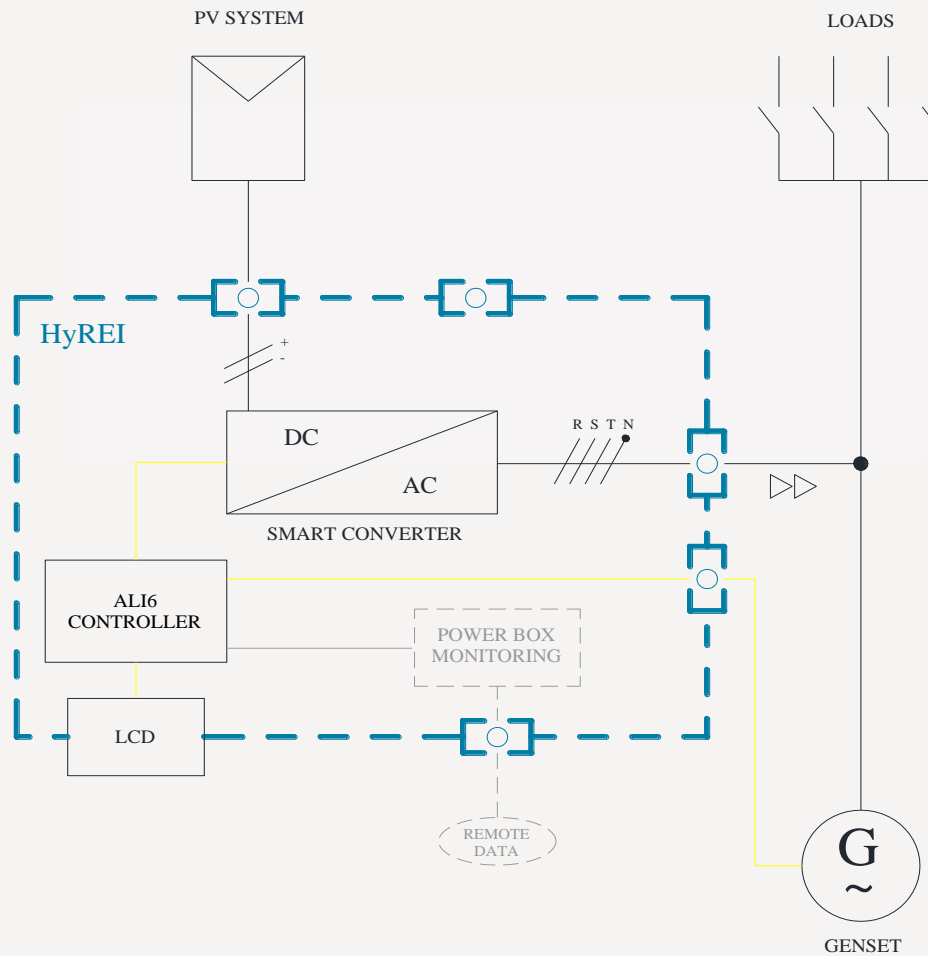 PV SYSTEM
LOADS
HyREI
+
-
DC
AC
R S T N
SMART CONVERTER
ALI6
CONTROLLER
POWER BOX
MONITORING
LCD
REMOTE
DATA
G
~
GENSET